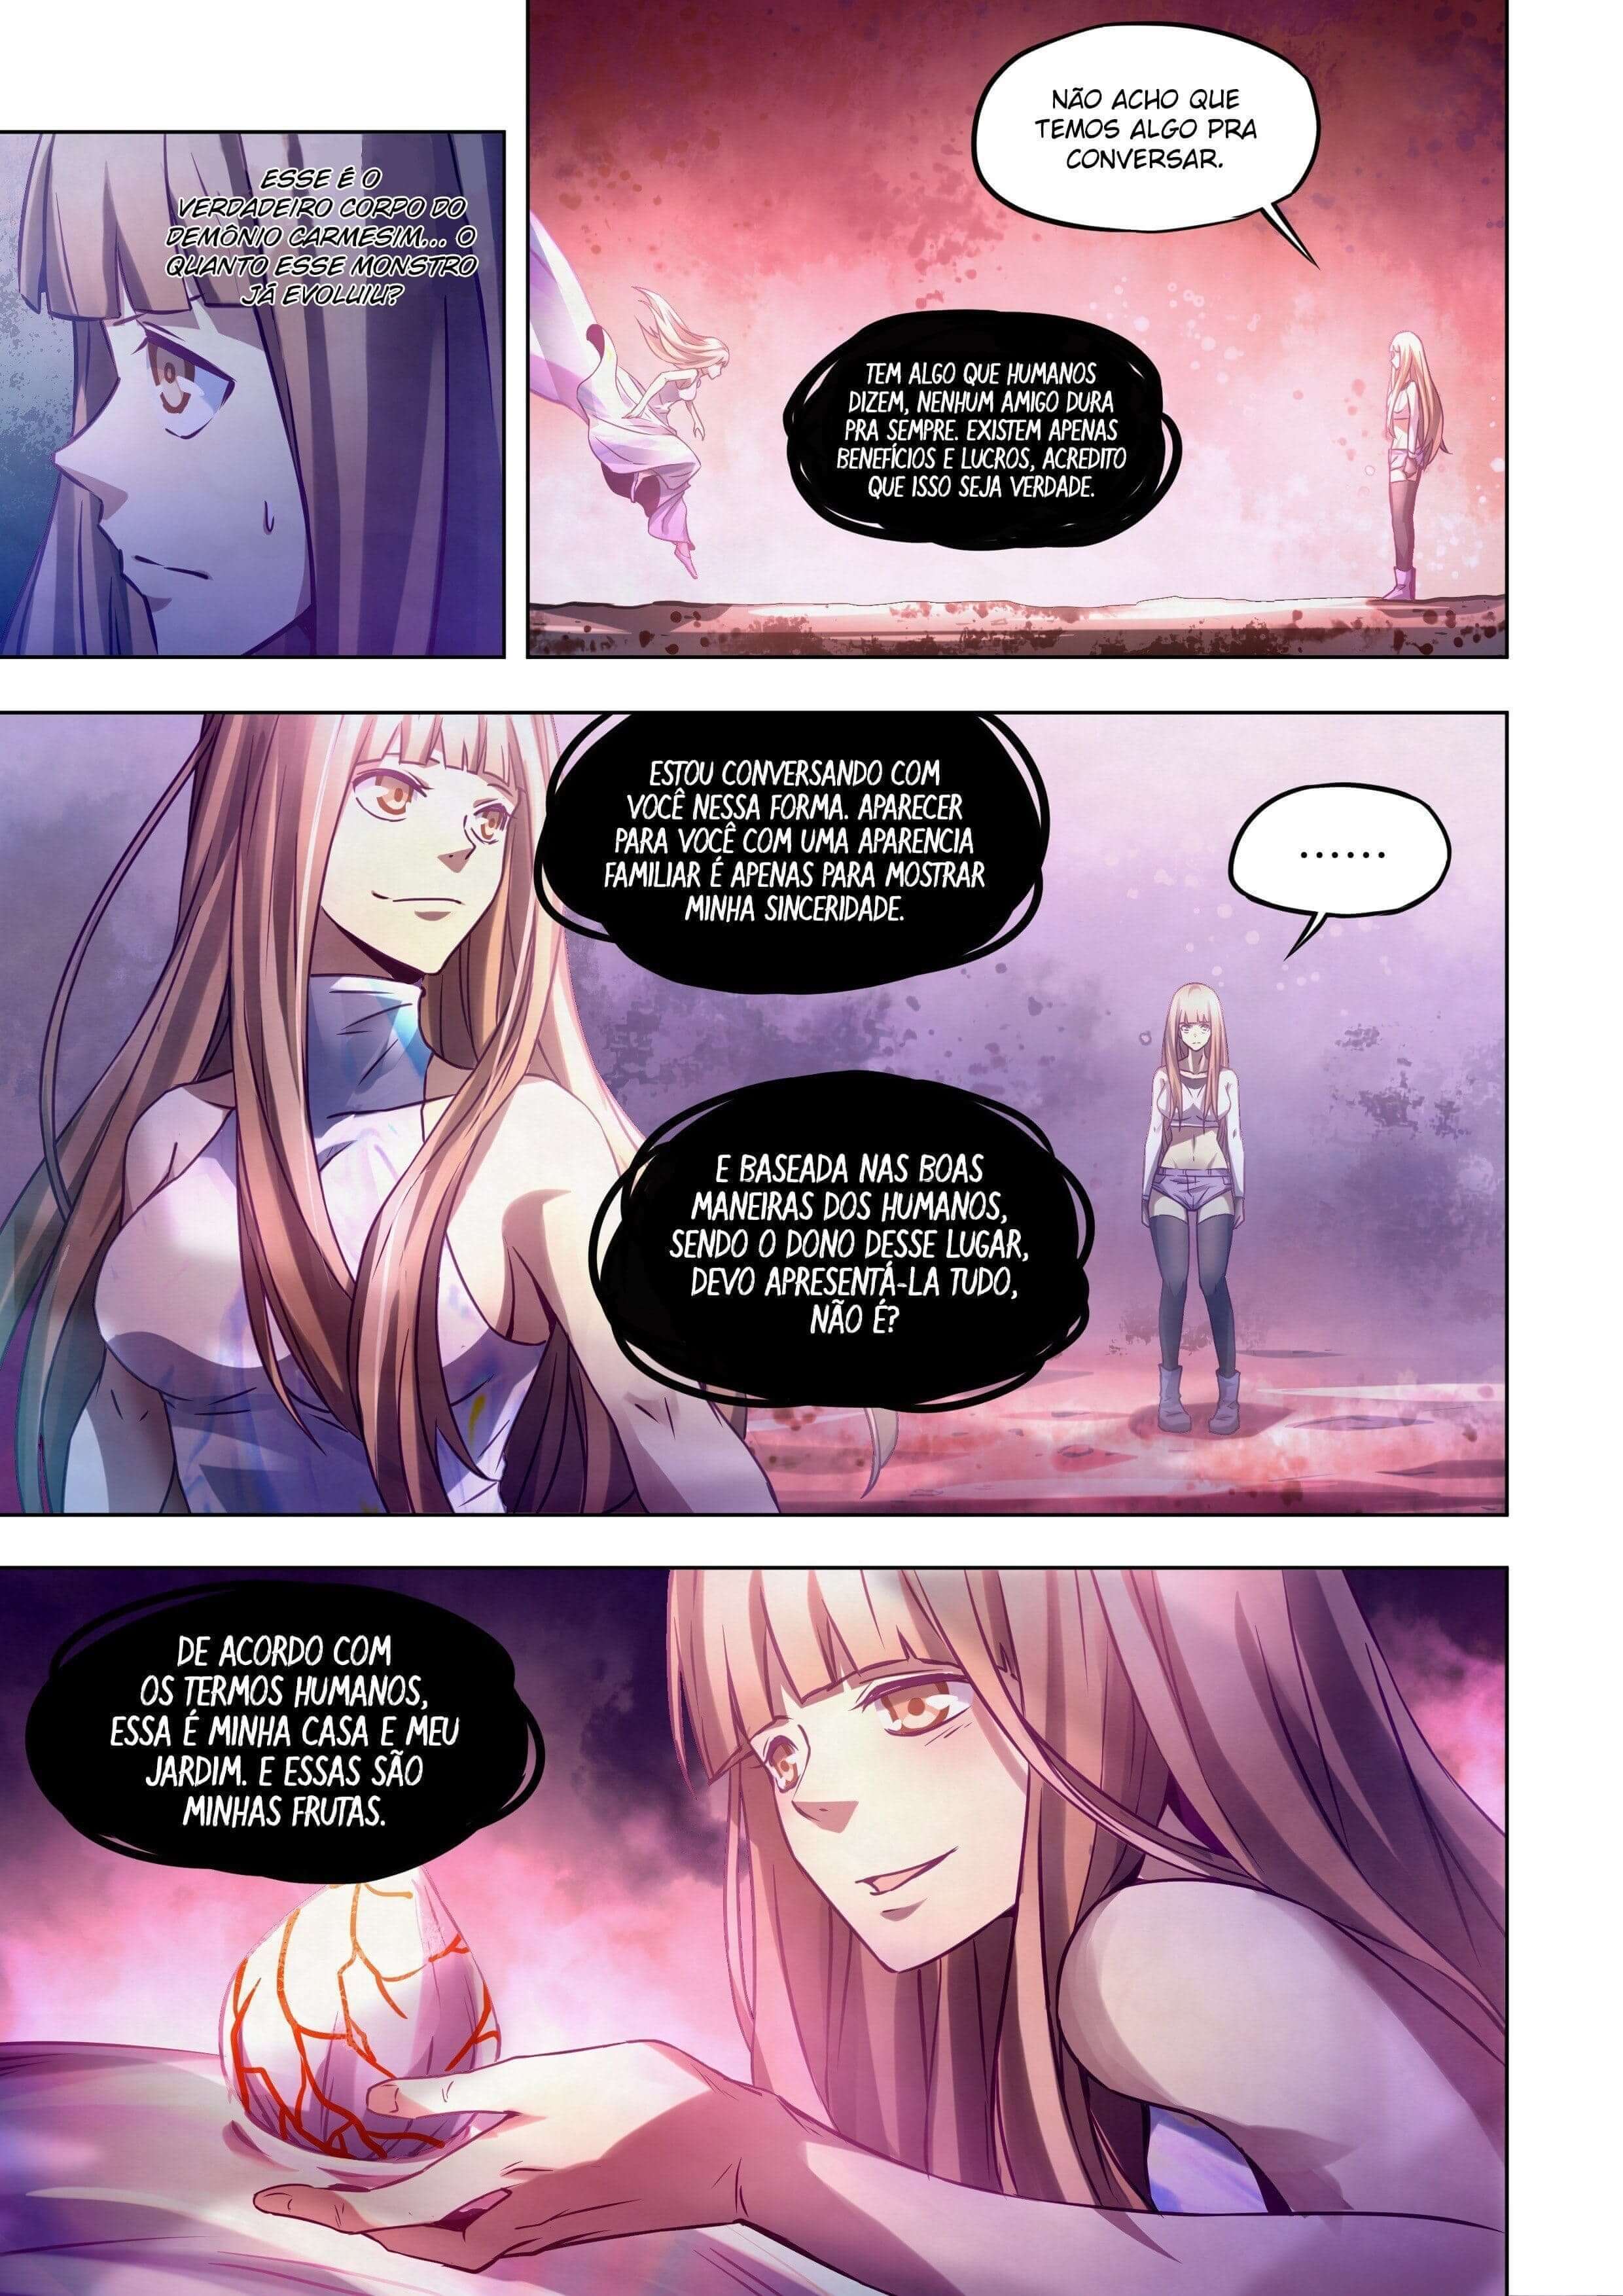 NÃO ACHO QUE
TEMOS ALGO PRA
CONVERSAR.
TEM ALGO QUE HUMANOS
DIZEM, NENHUM AMIGO DURA
PRA SEMPRE. EXISTEM APENAS
BENEFÍCIOS E LUCROS, ACREDITO
QUE ISSO SEJA VERDADE.
ESSE É O
VERDADEIRO CORPO DO
DEMÔNIO CARMESIM... O
QUANTO ESSE MONSTRO
JÁ EVOLUIU?
......
ESTOU CONVERSANDO COM
VOCÊ NESSA FORMA. APARECER
PARA VOCÊ COM UMA APARENCIA
FAMILIAR É APENAS PARA MOSTRAR
MINHA SINCERIDADE.
E BASEADA NAS BOAS
MANEIRAS DOS HUMANOS,
SENDO O DONO DESSE LUGAR,
DEVO APRESENTÁ-LA TUDO,
NÃO É?
DE ACORDO COM
OS TERMOS HUMANOS,
ESSA É MINHA CASA E MEU
JARDIM. E ESSAS SÃO
MINHAS FRUTAS.